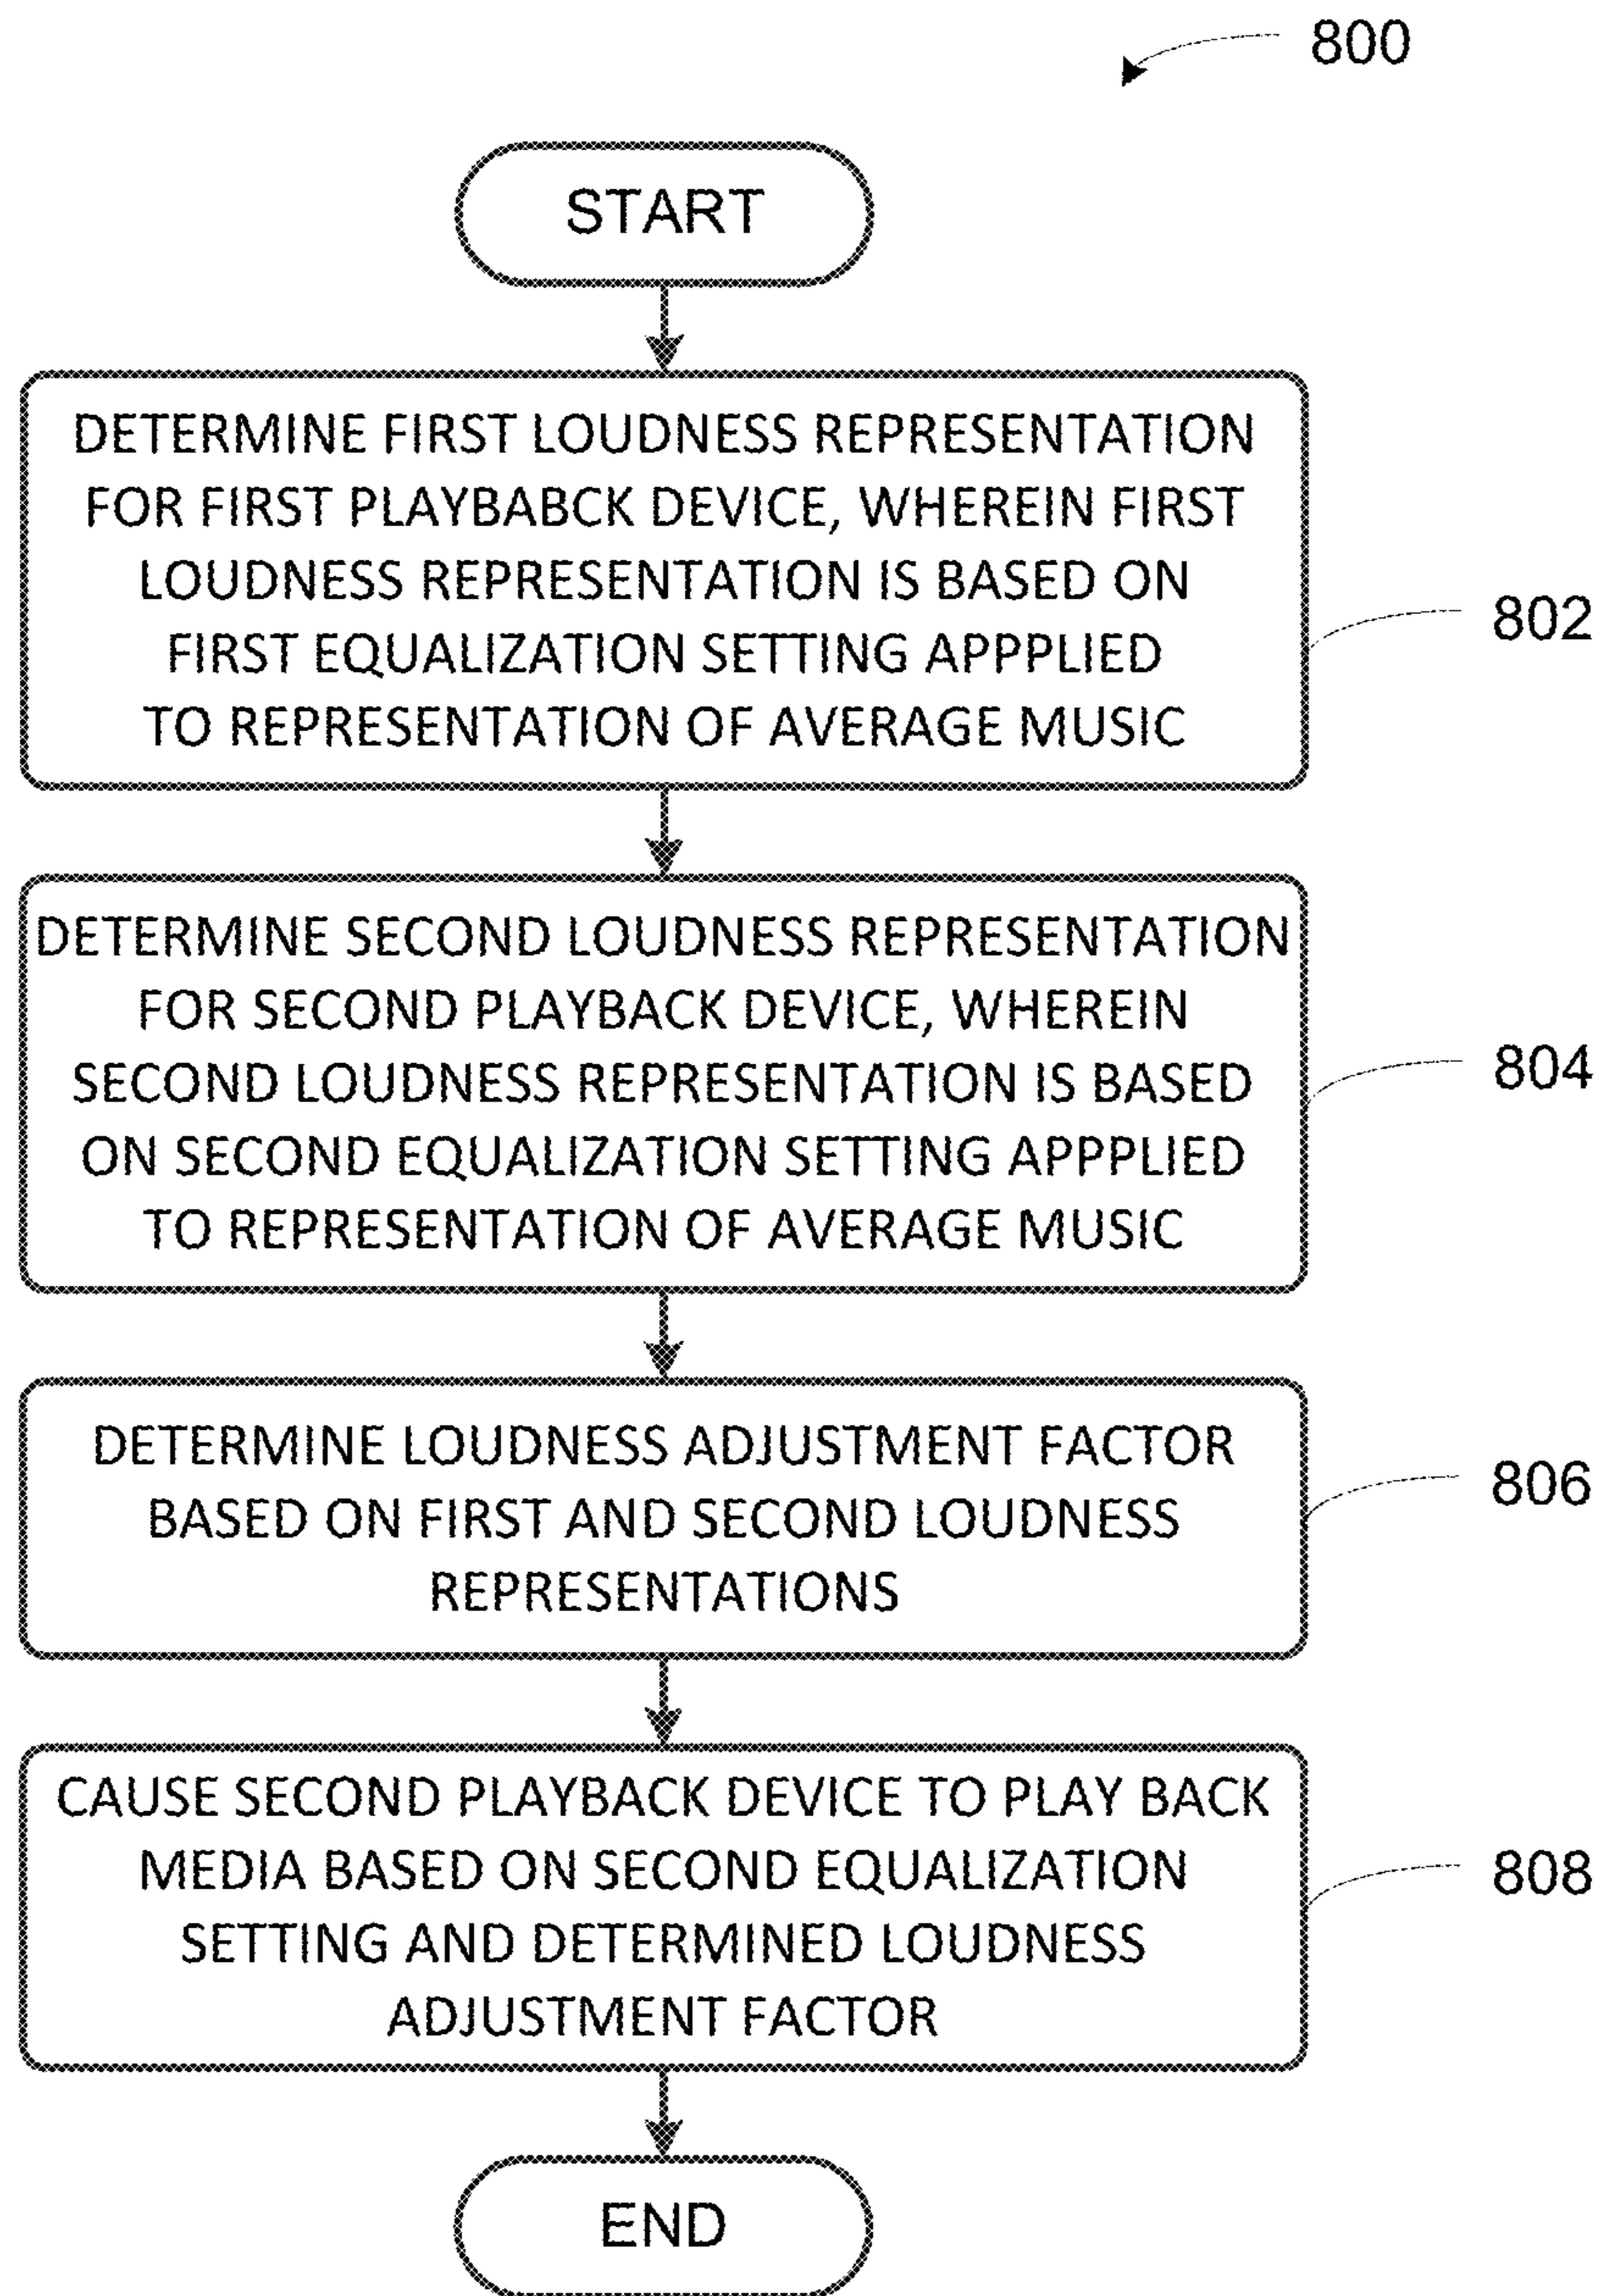 800
START
DETERMINE FIRST LOUDNESS REPRESENTATION
FOR FIRST PLAYBABCK DEVICE, WHEREIN FIRST
LOUDNESS REPRESENTATION IS BASED ON
FIRST EQUALIZATION SETTING APPPLIED
TO REPRESENTATION OF AVERAGE MUSIC
802
DETERMINE SECOND LOUDNESS REPRESENTATION
FOR SECOND PLAYBACK DEVICE, WHEREIN
SECOND LOUDNESS REPRESENTATION IS BASED
ON SECOND EQUALIZATION SETTING APPPLIED
TO REPRESENTATION OF AVERAGE MUSIC
804
DETERMINE LOUDNESS ADJUSTMENT FACTOR
BASED ON FIRST AND SECOND LOUDNESS
REPRESENTATIONS
806
CAUSE SECOND PLAYBACK DEVICE TO PLAY BACK
MEDIA BASED ON SECOND EQUALIZATION
SETTING AND DETERMINED LOUDNESS
ADJUSTMENT FACTOR
808
END